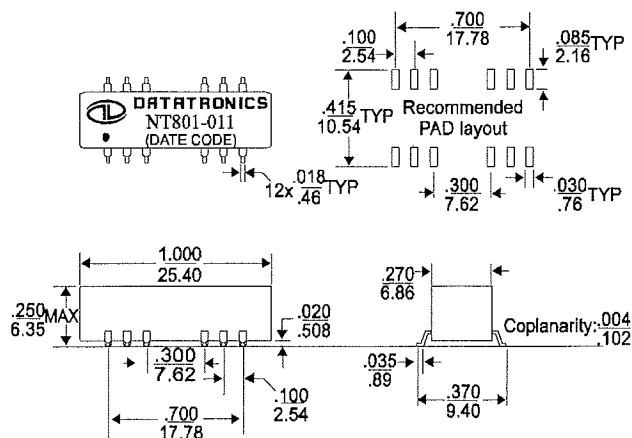 .700
17.78
.100
2.54
.085 TYP
2.16
DATATRONICS
NT801-011
(DATE CODE)
.415 TYP
10.54
Recommended
PAD layout
12x .018 TYP
.46
.300
7.62
.030 TYP
.76
1.000
25.40
.250 MAX
6.35
.020
.508
.270
6.86
Coplanarity: .004
.102
.300
7.62
.100
2.54
.035
.89
.370
9.40
.700
17.78